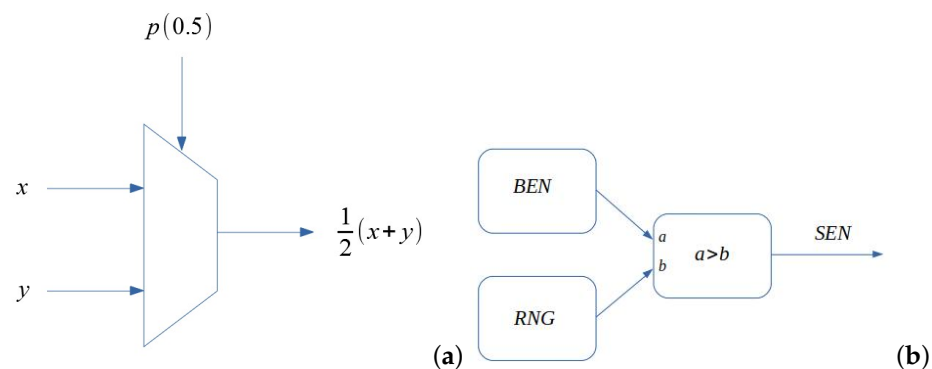 p(0.5)
x
y
1/2(x+y)
(a)
BEN
RNG
a
b
a>b
SEN
(b)